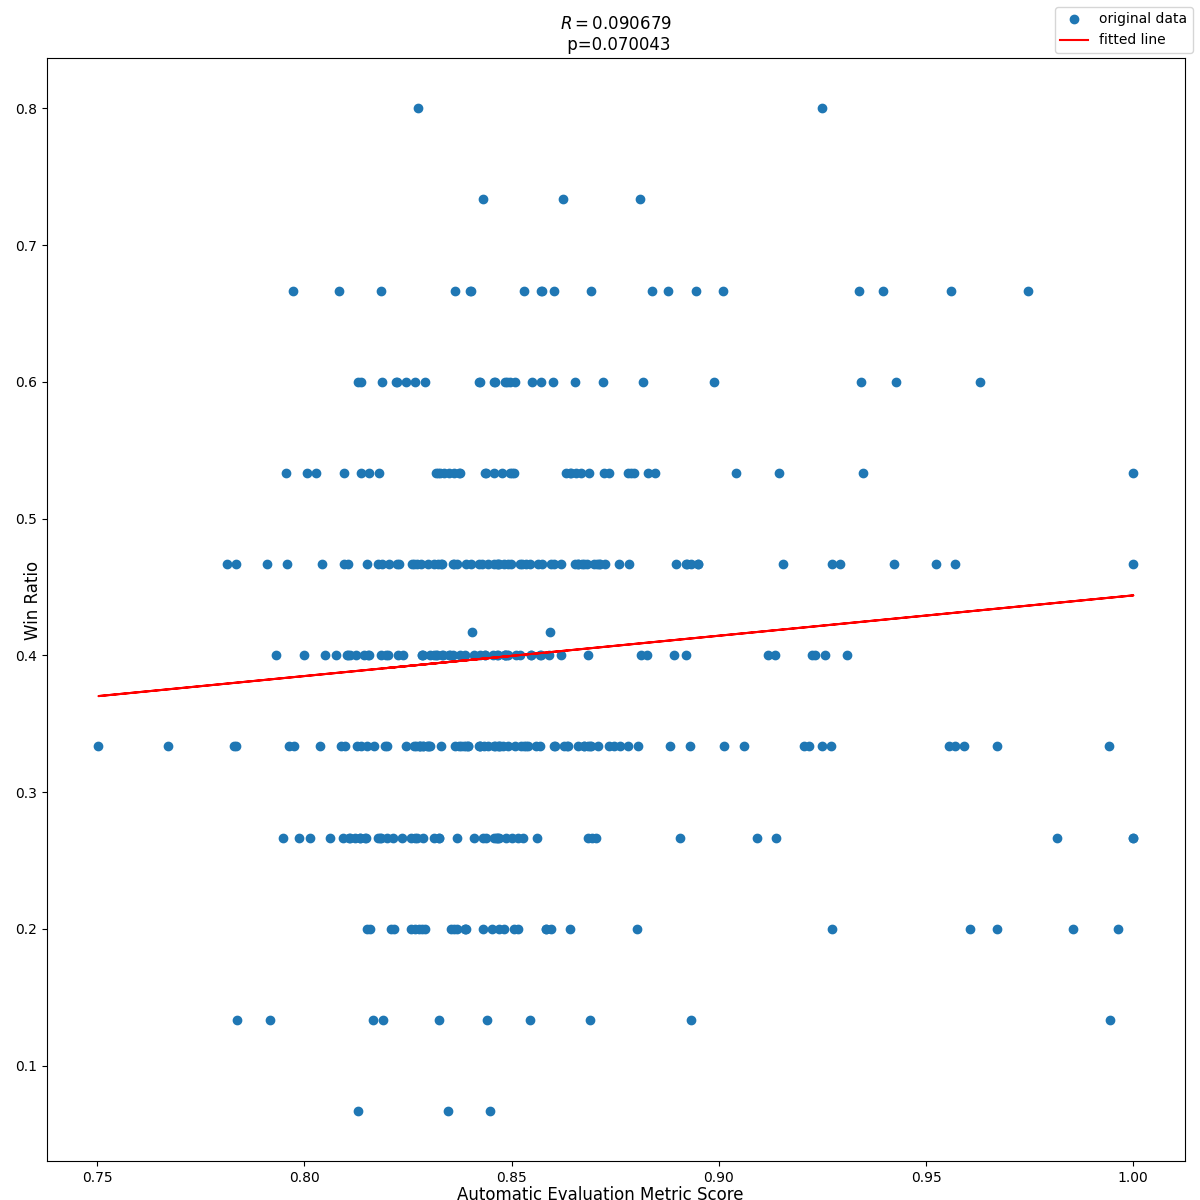 R = 0.090679
p=0.070043
original data
fitted line
0.8
0.7
0.6
0.5
0.4
0.3
0.2
0.1
Win Ratio
0.75 0.80 0.85 0.90 0.95 1.00
Automatic Evaluation Metric Score